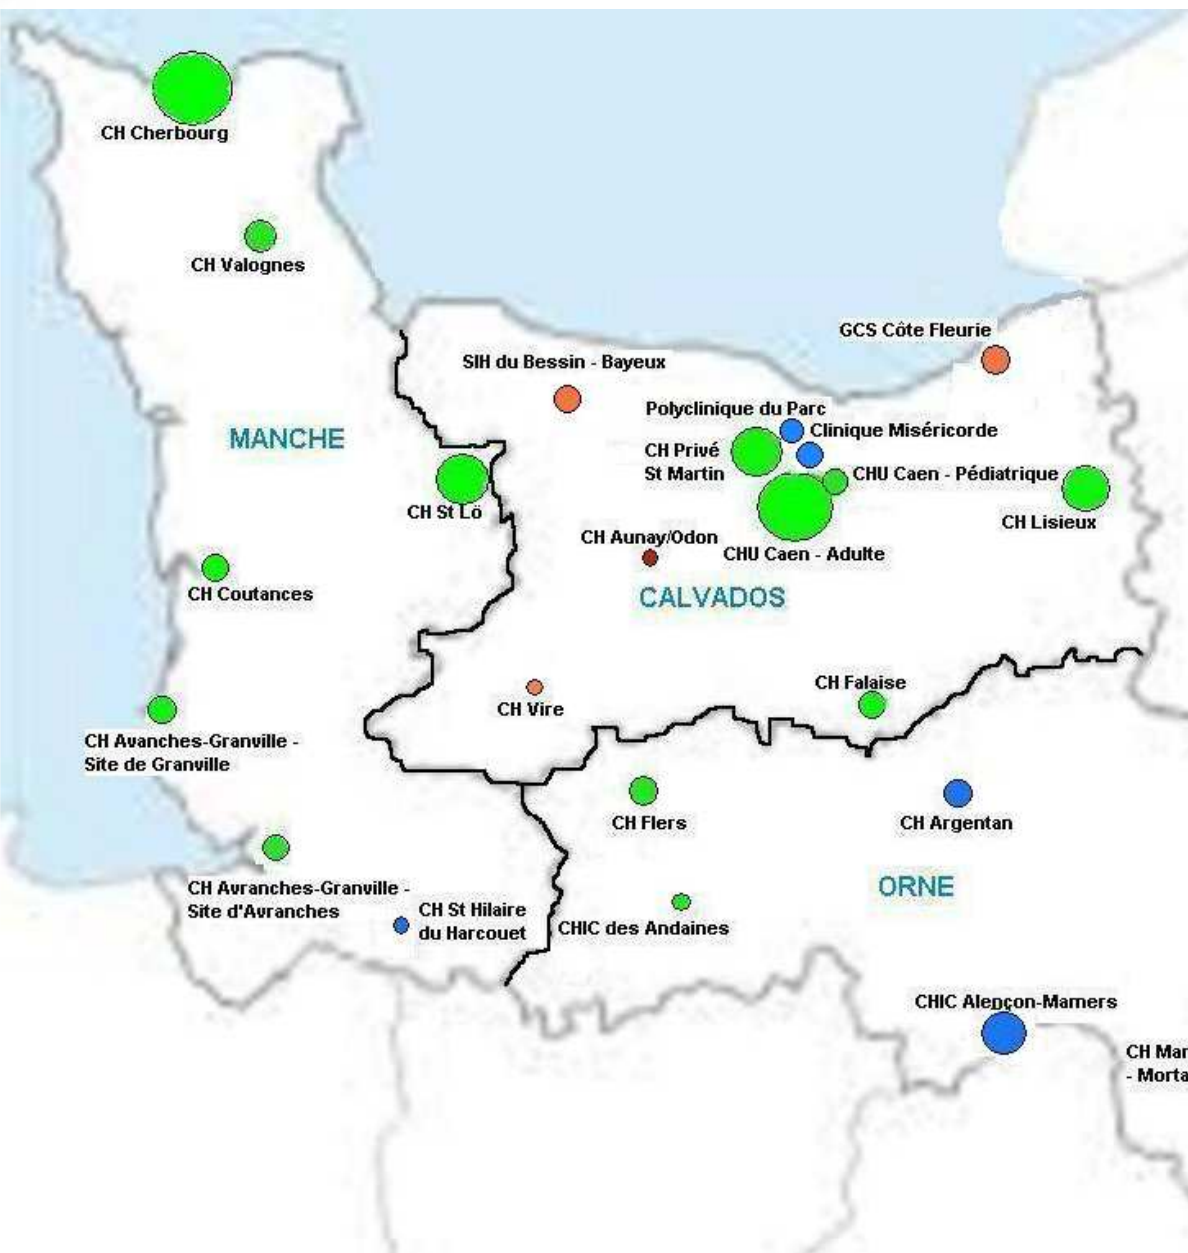 CH Cherbourg
CH Valognes
GCS Côte Fleurie
SIH du Bessin - Bayeux
Polyclinique du Parc
MANCHE
Clinique Miséricorde
CH Privé
St Martin
CHU Caen - Pédiatrique
CH St Lô
CH Lisieux
CH Aunay/Odon
CHU Caen - Adulte
CH Coutances
CALVADOS
CH Falaise
CH Vire
CH Avanches-Granville -
Site de Granville
CH Flers
CH Argentan
ORNE
CH Avranches-Granville -
Site d'Avranches
CH St Hilaire
du Harcouet
CHIC des Andaines
CHIC Alençon-Mamers
CH Mar
- Morta